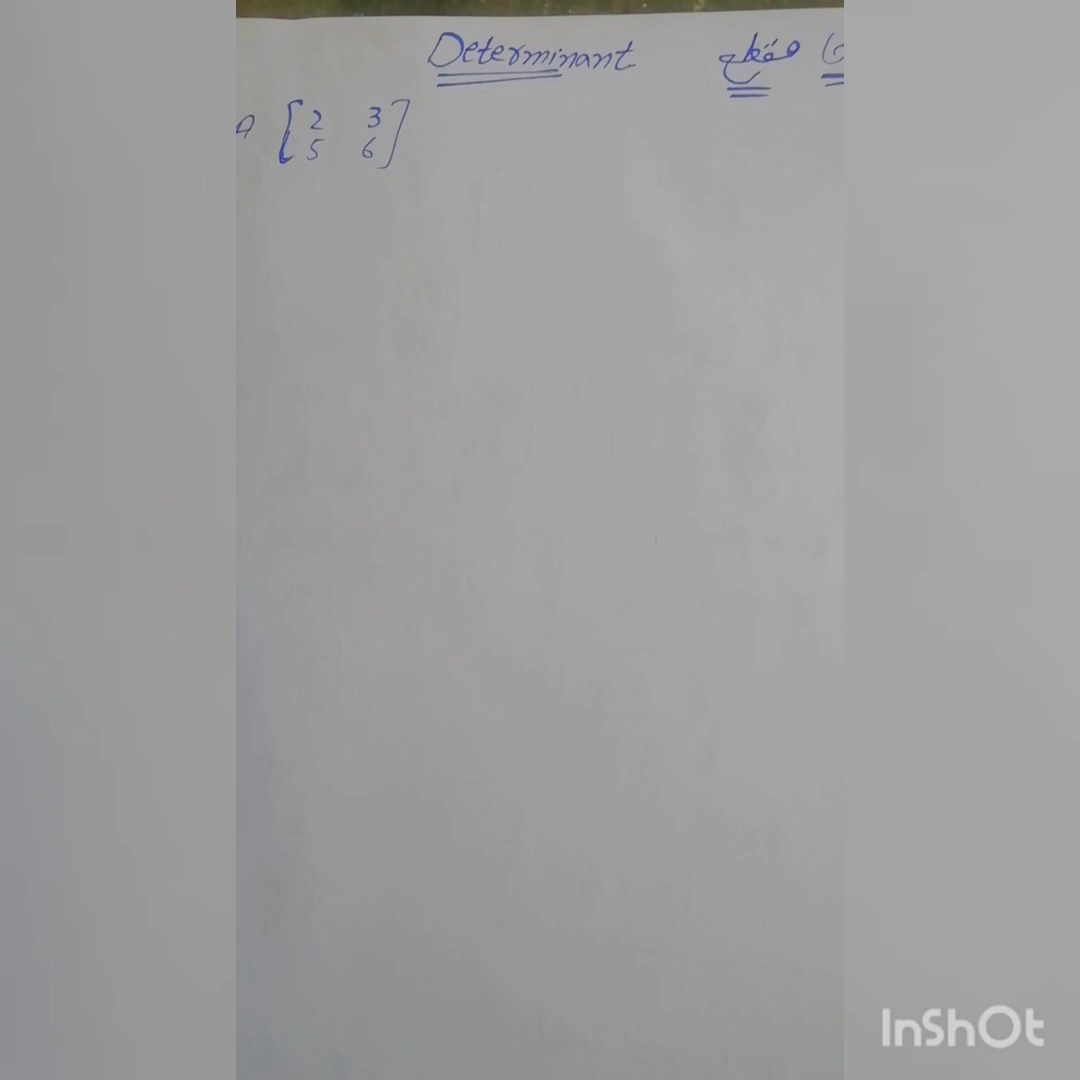 Determinant مقطع
A [2 3
5 6]
InShOt